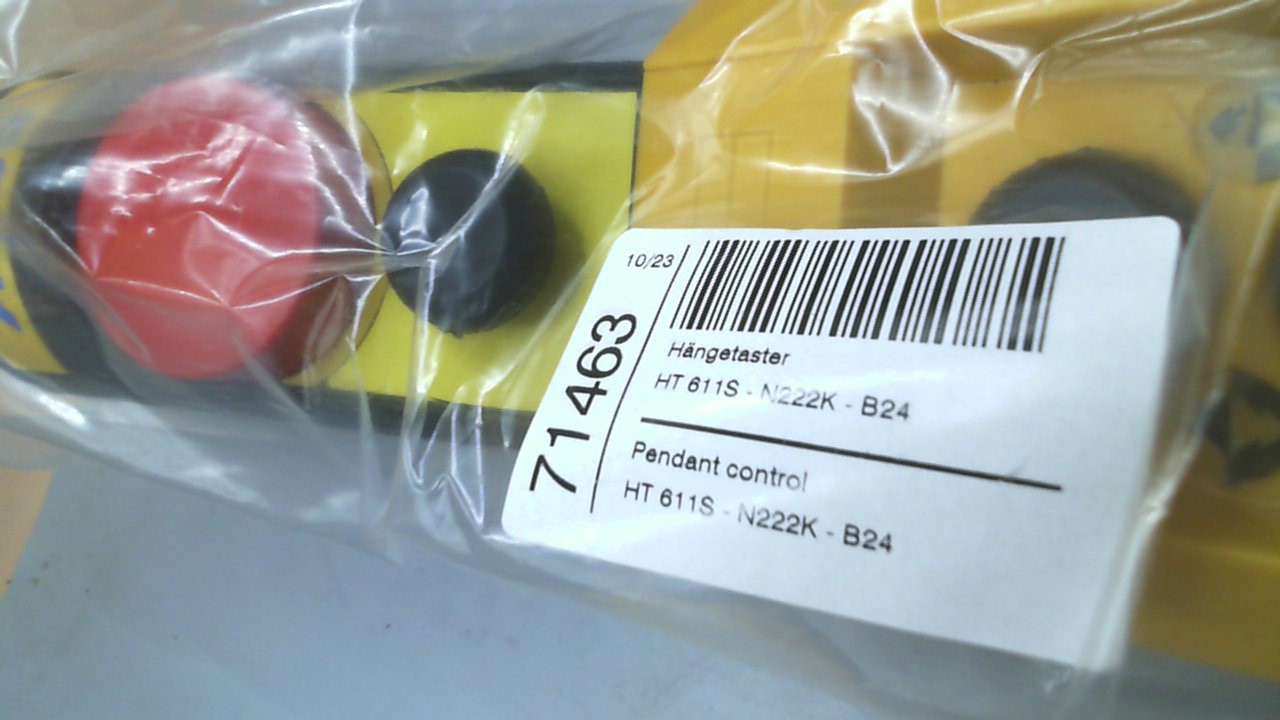 10/23
71463
Hängetaster
HT 611S - N222K - B24
Pendant control
HT 611S - N222K - B24